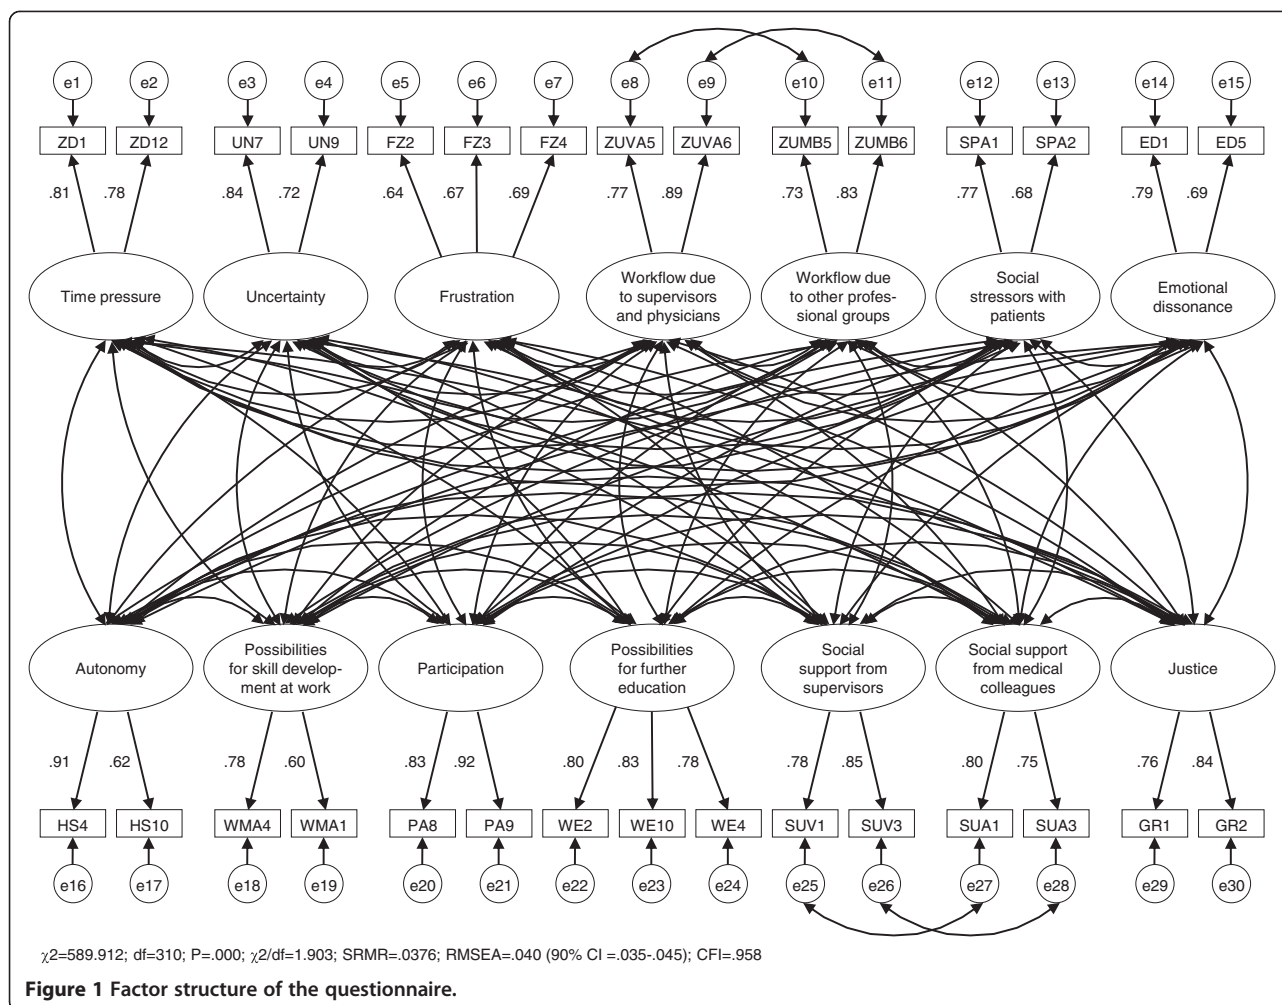 e1 e2 e3 e4 e5 e6 e7 e8 e9 e10 e11 e12 e13 e14 e15
ZD1 ZD12 UN7 UN9 FZ2 FZ3 FZ4 ZUVA5 ZUVA6 ZUMB5 ZUMB6 SPA1 SPA2 ED1 ED5
.81 .78 .84 .72 .64 .67 .69 .77 .89 .73 .83 .77 .68 .79 .69
Time pressure
Uncertainty
Frustration
Workflow due
to supervisors
and physicians
Workflow due
to other profes-
sional groups
Social
stressors with
patients
Emotional
dissonance
Autonomy
Possibilities
for skill develop-
ment at work
Participation
Possibilities
for further
education
Social
support from
supervisors
Social support
from medical
colleagues
Justice
.91 .62 .78 .60 .83 .92 .80 .83 .78 .78 .85 .80 .75 .76 .84
HS4 HS10 WMA4 WMA1 PA8 PA9 WE2 WE10 WE4 SUV1 SUV3 SUA1 SUA3 GR1 GR2
e16 e17 e18 e19 e20 e21 e22 e23 e24 e25 e26 e27 e28 e29 e30
χ2=589.912; df=310; P=.000; χ2/df=1.903; SRMR=.0376; RMSEA=.040 (90% CI =.035-.045); CFI=.958
Figure 1 Factor structure of the questionnaire.